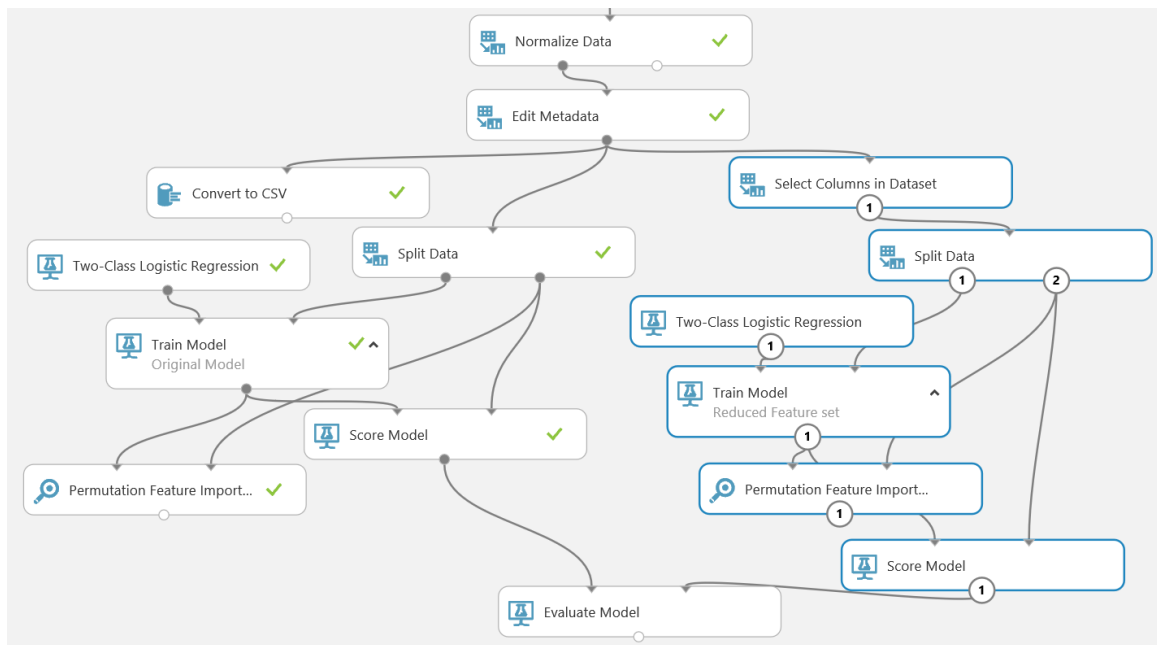 Normalize Data
Edit Metadata
Convert to CSV
Select Columns in Dataset
1
Split Data
Split Data
1
2
Two-Class Logistic Regression
Two-Class Logistic Regression
1
Train Model
Original Model
Train Model
Reduced Feature set
1
Score Model
Permutation Feature Import...
Permutation Feature Import...
1
Score Model
1
Evaluate Model